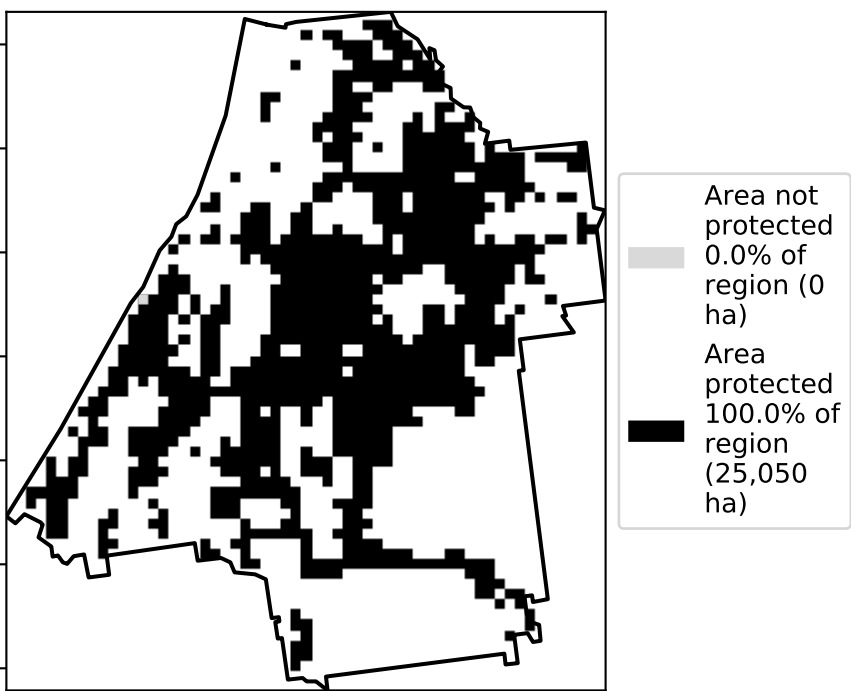 Area not
protected
0.0% of
region (0
ha)
Area
protected
100.0% of
region
(25,050
ha)